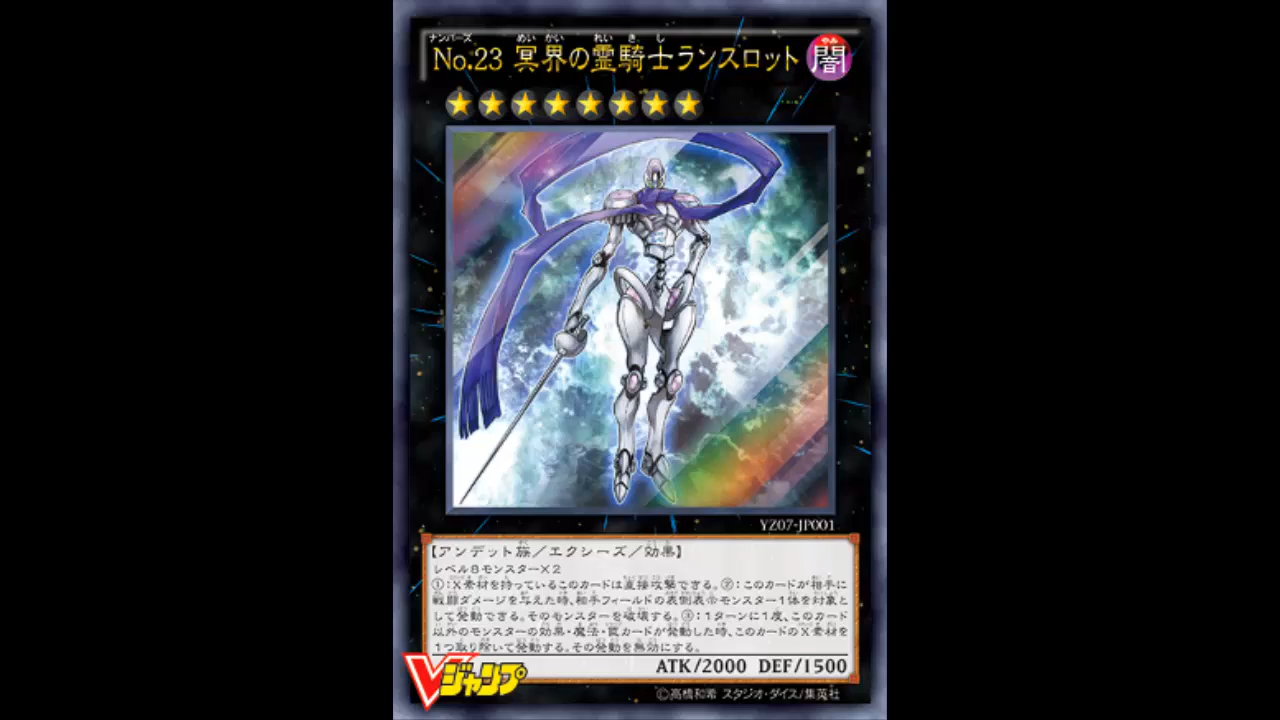 ナンバーズ めい かい れい き し
No.23 冥界の霊騎士ランスロット
やみ
闇
YZ07-JP001
【アンデット族／エクシーズ／効果】
レベル8モンスター×2
①：X素材を持っているこのカードは直接攻撃できる。②：このカードが相手に
戦闘ダメージを与えた時、相手フィールドの表側表示モンスター1体を対象と
して発動できる。そのモンスターを破壊する。③：1ターンに1度、このカード
以外のモンスターの効果・魔法・罠カードが発動した時、このカードのX素材を
1つ取り除いて発動する。その発動を無効にする。
ATK/2000 DEF/1500
Vジャンプ
©高橋和希 スタジオ・ダイス/集英社